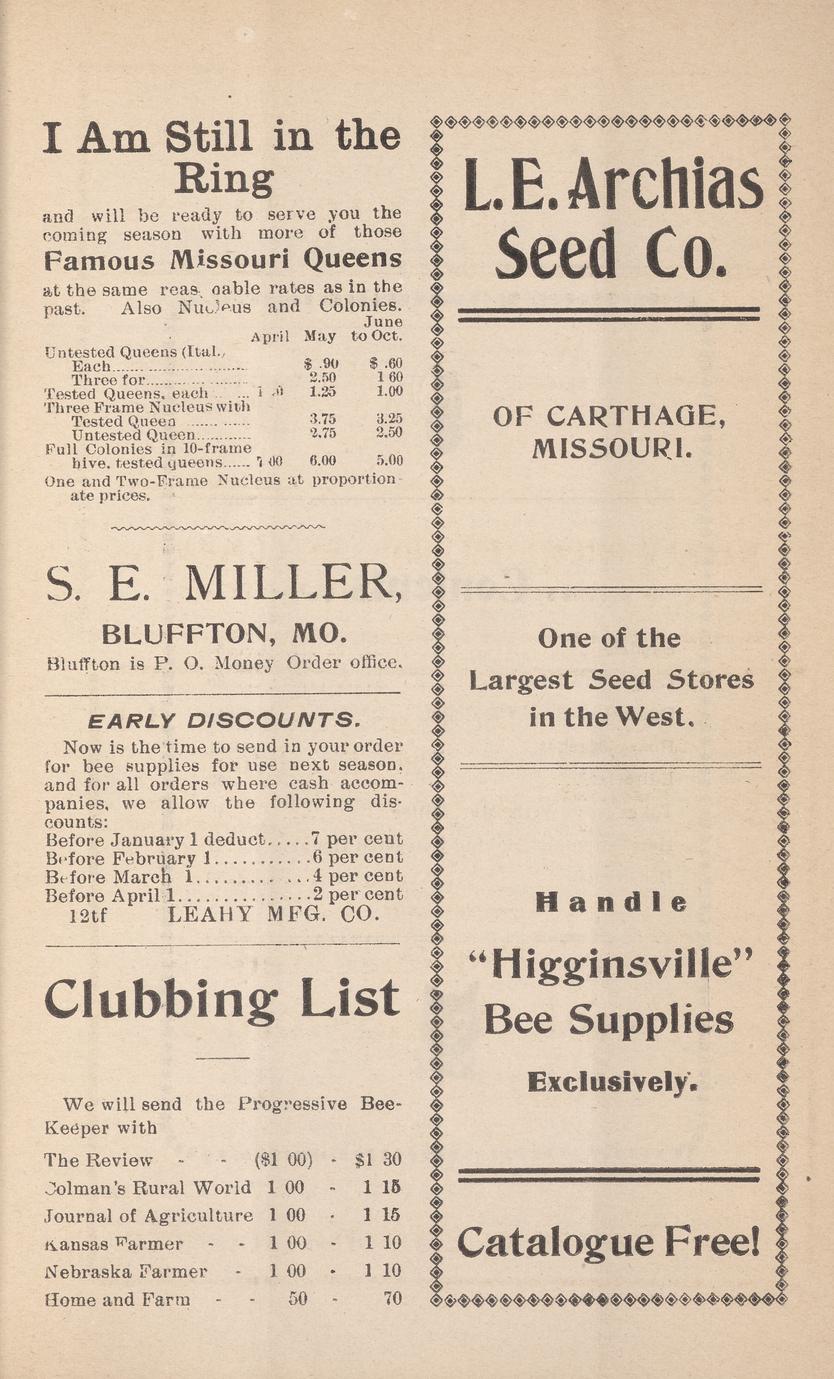 I Am Still in the
Ring
and will be ready to serve you the
coming season with more of those
Famous Missouri Queens
at the same reas oable rates as in the
past. Also Nucleus and Colonies.
June
April May to Oct.
Untested Queens (Ital.,
Each........ $ .90 $ .60
Three for........ 2.50 1 60
Tested Queens, each 1.25 1.00
Three Frame Nucleus with
Tested Queen ........ 3.75 3.25
Untested Queen........ 2.75 2.50
Full Colonies in 10-frame
hive, tested queens...... 7 00 6.00 5.00
One and Two-Frame Nucleus at proportion-
ate prices.
S. E. MILLER,
BLUFFTON, MO.
Bluffton is P. O. Money Order office.
EARLY DISCOUNTS.
Now is the time to send in your order
for bee supplies for use next season,
and for all orders where cash accom-
panies, we allow the following dis-
counts:
Before January 1 deduct.....7 per cent
Before February 1...........6 per cent
Before March 1............4 per cent
Before April 1...............2 per cent
12tf LEAHY MFG. CO.
Clubbing List
We will send the Progressive Bee-
Keeper with
The Review - - ($1 00) - $1 30
Colman's Rural World 1 00 - 1 15
Journal of Agriculture 1 00 - 1 15
Kansas Farmer - - 1 00 - 1 10
Nebraska Farmer - 1 00 - 1 10
Home and Farm - - 50 - 70
L. E. Archias
Seed Co.
OF CARTHAGE,
MISSOURI.
One of the
Largest Seed Stores
in the West.
Handle
“Higginsville”
Bee Supplies
Exclusively.
Catalogue Free!